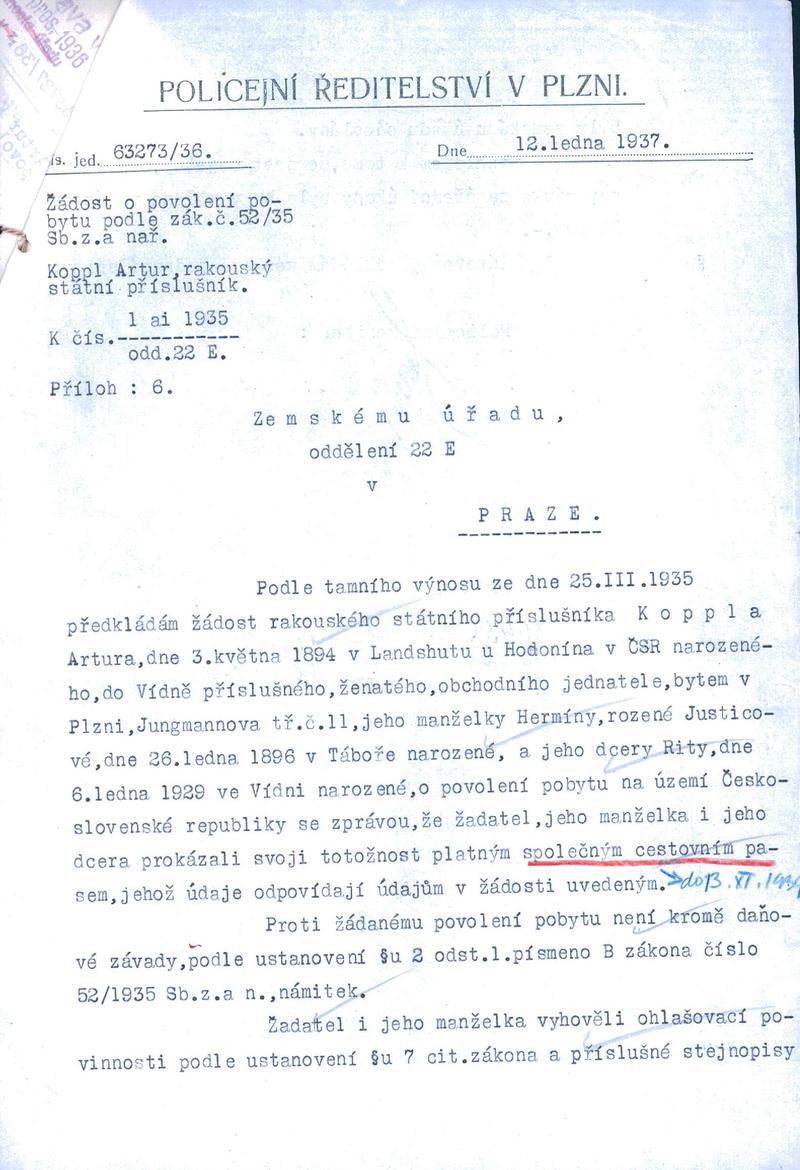 pros. 1936
POLICEJNÍ ŘEDITELSTVÍ V PLZNI.
čís. jed. 63273/36.
Dne 12.ledna 1937.
Žádost o povolení po-
bytu podle zák.č.52/35
Sb.z.a nař.
Koppl Artur,rakouský
státní příslušník.
1 ai 1935
K čís.-----------
odd.22 E.
Příloh : 6.
Zemskému úřadu,
oddělení 22 E
v
PRAZE.
-------------
Podle tamního výnosu ze dne 25.III.1935
předkládám žádost rakouského státního příslušníka K o p p l a
Artura,dne 3.května 1894 v Landshutu u Hodonína v ČSR narozené-
ho,do Vídně příslušného,ženatého,obchodního jednatele,bytem v
Plzni,Jungmannova tř.č.11,jeho manželky Hermíny,rozené Justico-
vé,dne 26.ledna 1896 v Táboře narozené, a jeho dcery Rity,dne
6.ledna 1929 ve Vídni narozené,o povolení pobytu na území Česko-
slovenské republiky se zprávou,že žadatel,jeho manželka i jeho
dcera prokázali svoji totožnost platným společným cestovním pa-
sem,jehož údaje odpovídají údajům v žádosti uvedeným.
Proti žádanému povolení pobytu není kromě daňo-
vé závady,podle ustanovení §u 2 odst.1.písmeno B zákona číslo
52/1935 Sb.z.a n.,námitek.
Žadatel i jeho manželka vyhověli ohlašovací po-
vinnosti podle ustanovení §u 7 cit.zákona a příslušné stejnopisy